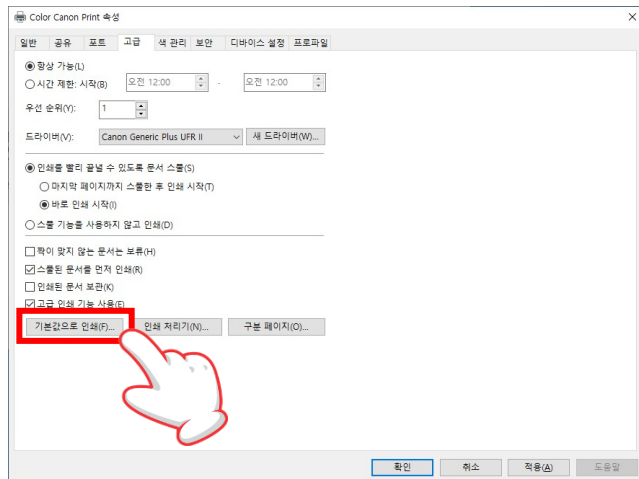 Color Canon Print 속성
일반 공유 포트 고급 색 관리 보안 디바이스 설정 프로파일
항상 가능(L)
시간 제한: 시작(B) 오전 12:00 - 오전 12:00
우선 순위(Y): 1
드라이버(V): Canon Generic Plus UFR II 새 드라이버(W)...
인쇄를 빨리 끝낼 수 있도록 문서 스풀(S)
마지막 페이지까지 스풀한 후 인쇄 시작(T)
바로 인쇄 시작(I)
스풀 기능을 사용하지 않고 인쇄(D)
짝이 맞지 않는 문서는 보류(H)
스풀된 문서를 먼저 인쇄(R)
인쇄된 문서 보관(K)
고급 인쇄 기능 사용(E)
기본값으로 인쇄(F)... 인쇄 처리기(N)... 구분 페이지(O)...
확인 취소 적용(A) 도움말